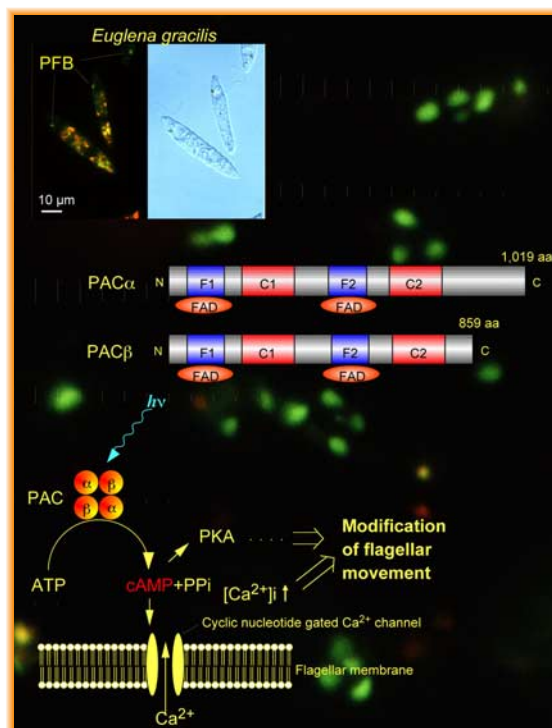 Euglena gracilis
PFB
10 µm
1,019 aa
PACα N F1 C1 F2 C2 C
FAD FAD
859 aa
PACβ N F1 C1 F2 C2 C
FAD FAD
hν
α β
PAC
β α
PKA ....
Modification
of flagellar
movement
ATP
cAMP+PPi
[Ca²⁺]i ↑
Cyclic nucleotide gated Ca²⁺ channel
Flagellar membrane
Ca²⁺